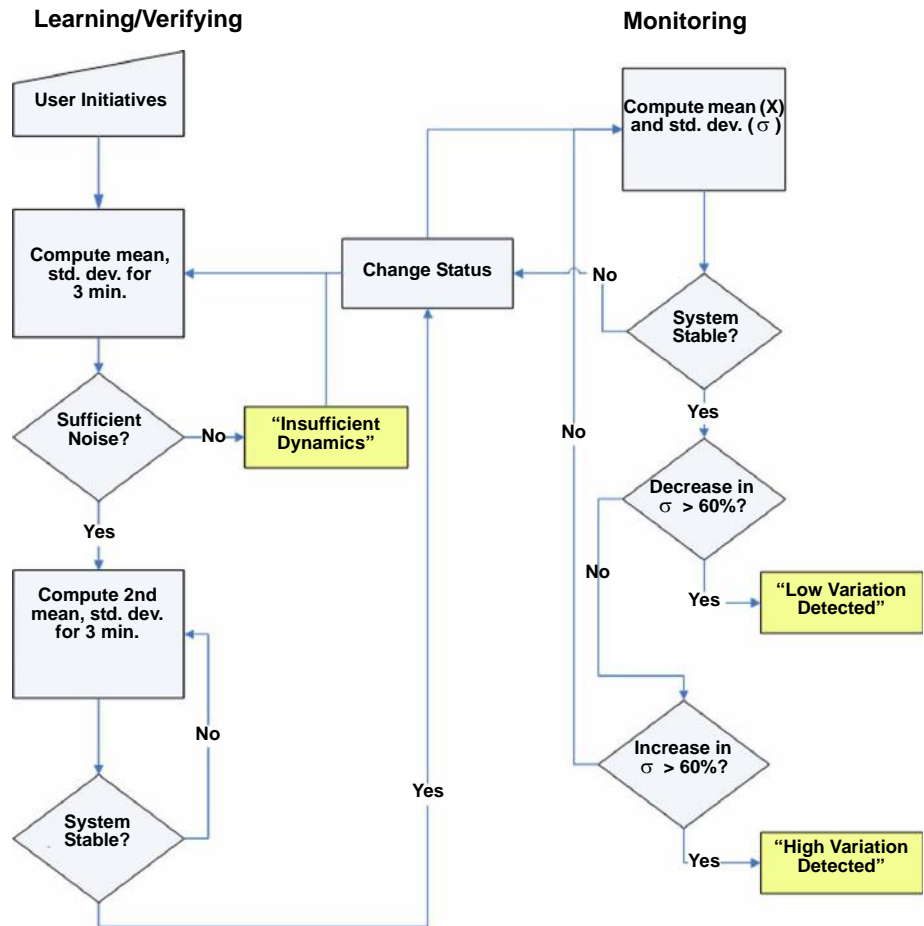 Learning/Verifying
User Initiatives
Compute mean,
std. dev. for
3 min.
Sufficient
Noise?
No
“Insufficient
Dynamics”
Yes
Compute 2nd
mean, std. dev.
for 3 min.
No
System
Stable?
Yes
Change Status
Monitoring
Compute mean (X)
and std. dev. (σ)
No
System
Stable?
Yes
No
Decrease in
σ > 60%?
No
Yes
“Low Variation
Detected”
Increase in
σ > 60%?
Yes
“High Variation
Detected”